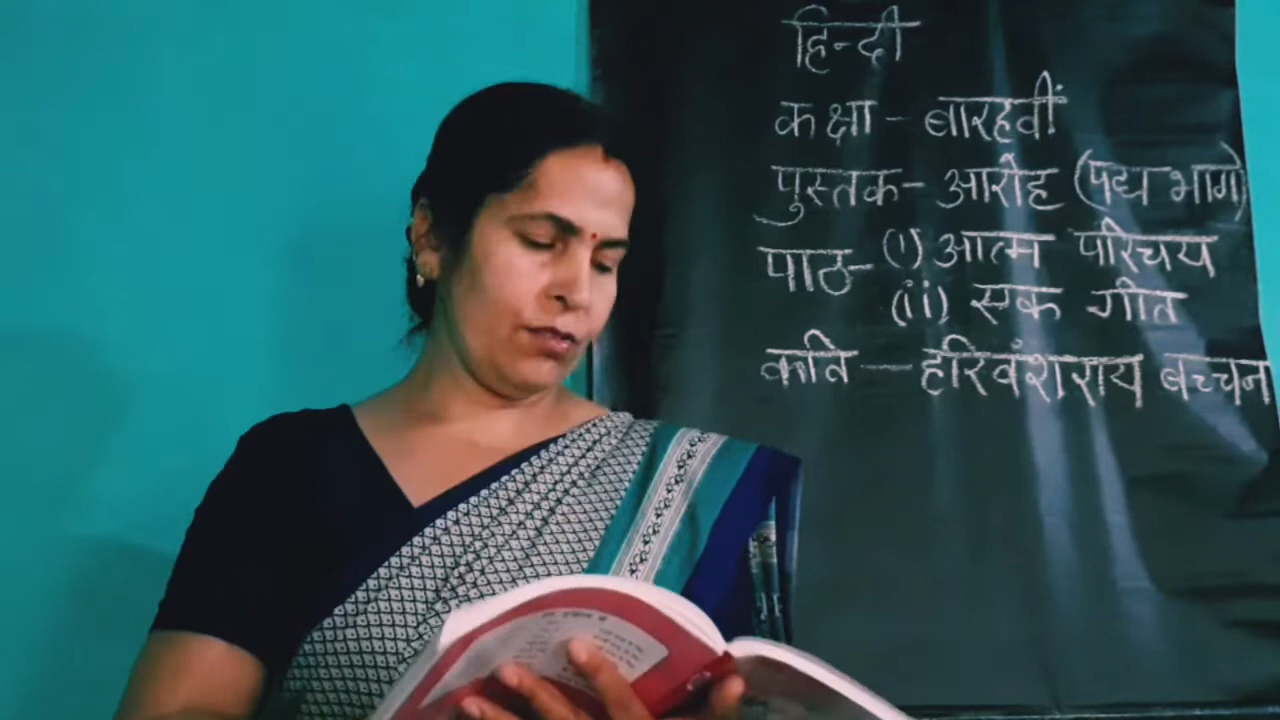 हिन्दी
कक्षा - बारहवीं
पुस्तक - आरोह (पद्य भाग)
पाठ - (i) आत्म परिचय
(ii) एक गीत
कवि — हरिवंशराय बच्चन